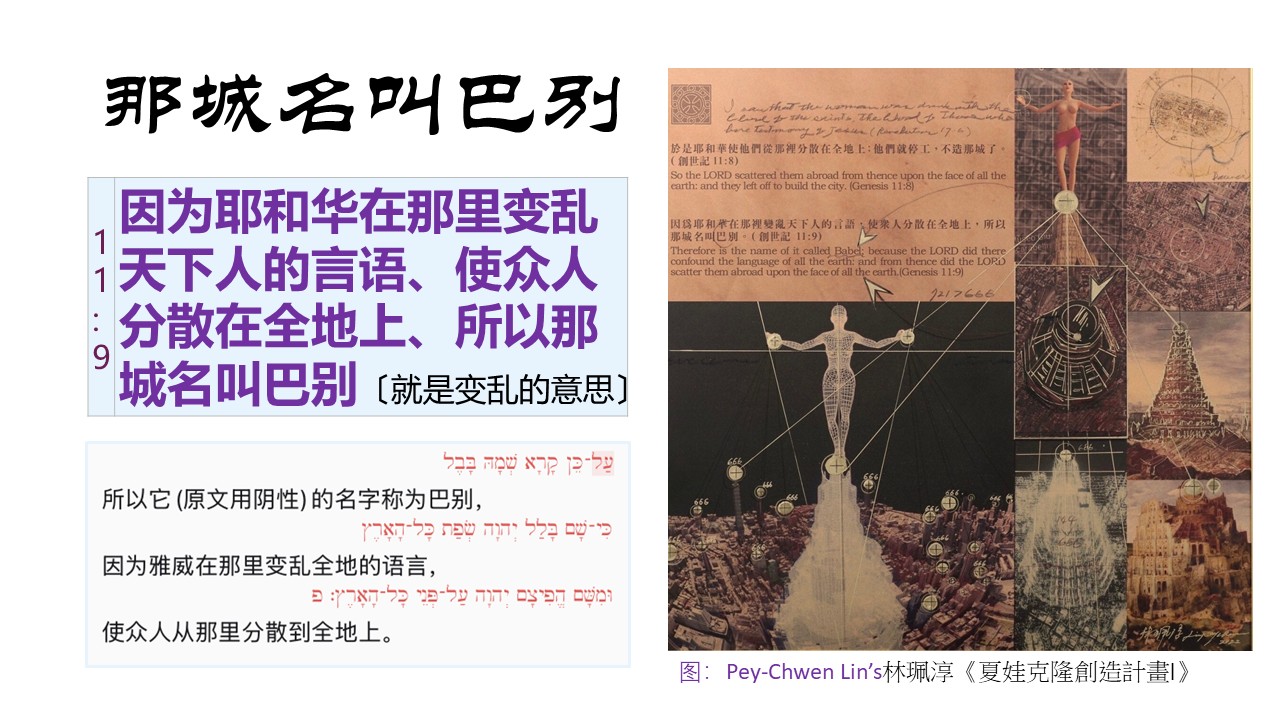 那城名叫巴别
11:9
因为耶和华在那里变乱
天下人的言语、使众人
分散在全地上、所以那
城名叫巴别〔就是变乱的意思〕
עַל־כֵּן קָרָא שְׁמָהּ בָּבֶל
所以它 (原文用阴性) 的名字称为巴别，
כִּי־שָׁם בָּלַל יְהוָה שְׂפַת כָּל־הָאָרֶץ
因为雅威在那里变乱全地的语言，
וּמִשָּׁם הֱפִיצָם יְהוָה עַל־פְּנֵי כָּל־הָאָרֶץ׃ פ
使众人从那里分散到全地上。
I saw that the woman was drunk with the
blood of the saints, the blood of those who
bore testimony to Jesus (Revelation 17:6)
於是耶和華使他們從那裡分散在全地上；他們就停工，不造那城了。
(創世記 11:8)
So the LORD scattered them abroad from thence upon the face of all the
earth: and they left off to build the city. (Genesis 11:8)
因爲耶和華在那裡變亂天下人的言語，使衆人分散在全地上，所以
那城名叫巴別。(創世記 11:9)
Therefore is the name of it called Babel; because the LORD did there
confound the language of all the earth: and from thence did the LORD
scatter them abroad upon the face of all the earth.(Genesis 11:9)
666
666
666
666
666
666
林珮淳
2022
图：Pey-Chwen Lin’s林珮淳《夏娃克隆創造計畫I》